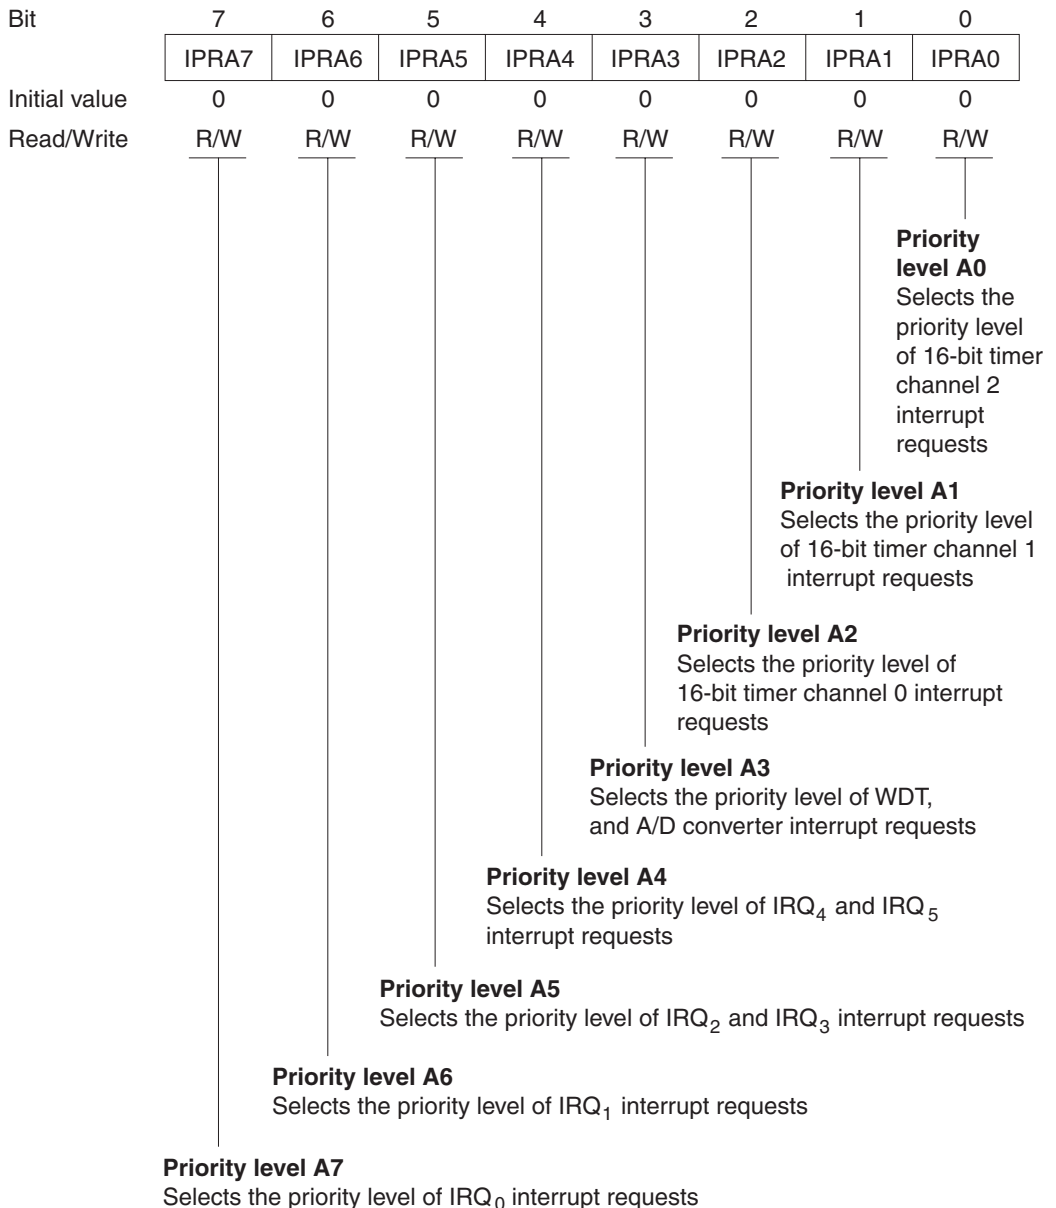 Bit 7 6 5 4 3 2 1 0
IPRA7 IPRA6 IPRA5 IPRA4 IPRA3 IPRA2 IPRA1 IPRA0
Initial value 0 0 0 0 0 0 0 0
Read/Write R/W R/W R/W R/W R/W R/W R/W R/W
Priority
level A0
Selects the
priority level
of 16-bit timer
channel 2
interrupt
requests
Priority level A1
Selects the priority level
of 16-bit timer channel 1
interrupt requests
Priority level A2
Selects the priority level of
16-bit timer channel 0 interrupt
requests
Priority level A3
Selects the priority level of WDT,
and A/D converter interrupt requests
Priority level A4
Selects the priority level of IRQ4 and IRQ5
interrupt requests
Priority level A5
Selects the priority level of IRQ2 and IRQ3 interrupt requests
Priority level A6
Selects the priority level of IRQ1 interrupt requests
Priority level A7
Selects the priority level of IRQ0 interrupt requests